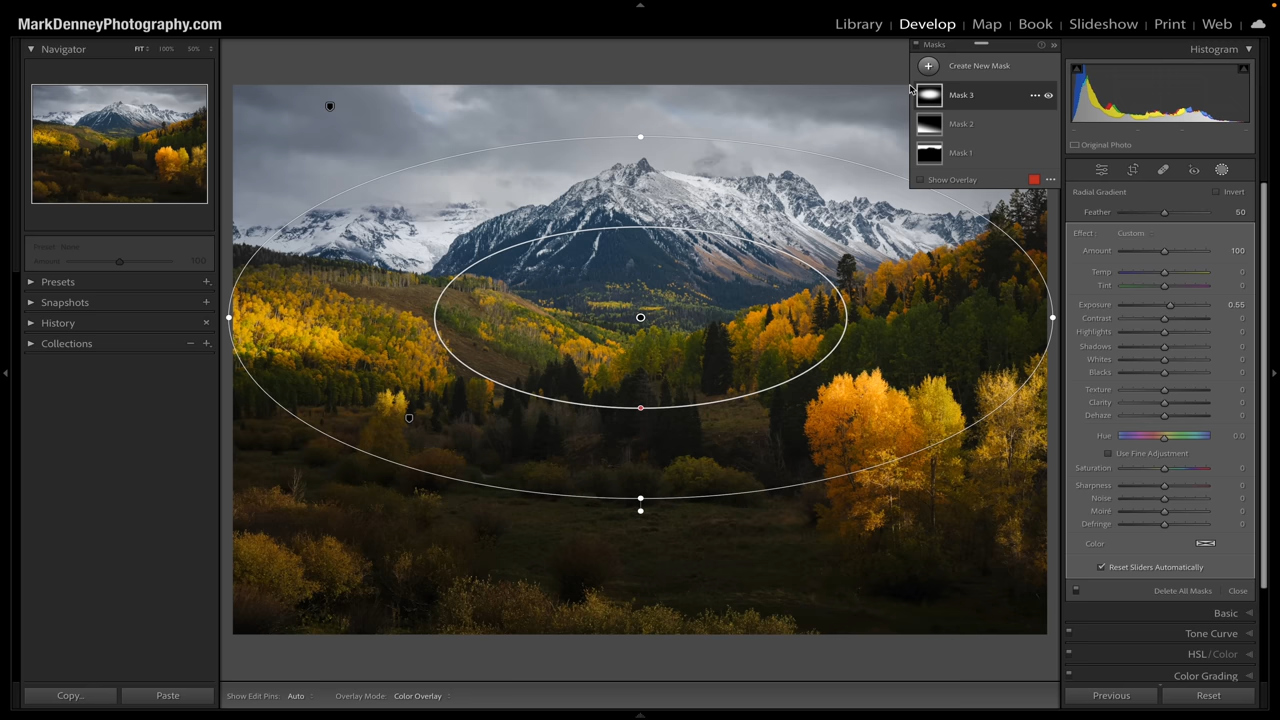 MarkDenneyPhotography.com
Library | Develop | Map | Book | Slideshow | Print | Web
Navigator FIT 100% 50%
Preset: None
Amount 100
Presets
Snapshots
History
Collections
Copy... Paste
Masks
Create New Mask
Mask 3
Mask 2
Mask 1
Show Overlay
Show Edit Pins: Auto Overlay Mode: Color Overlay
Histogram
Original Photo
Radial Gradient Invert
Feather 50
Effect: Custom
Amount 100
Temp 0
Tint 0
Exposure 0.55
Contrast 0
Highlights 0
Shadows 0
Whites 0
Blacks 0
Texture 0
Clarity 0
Dehaze 0
Hue 0.0
Use Fine Adjustment
Saturation 0
Sharpness 0
Noise 0
Moiré 0
Defringe 0
Color
Reset Sliders Automatically
Delete All Masks Close
Basic
Tone Curve
HSL / Color
Color Grading
Previous Reset